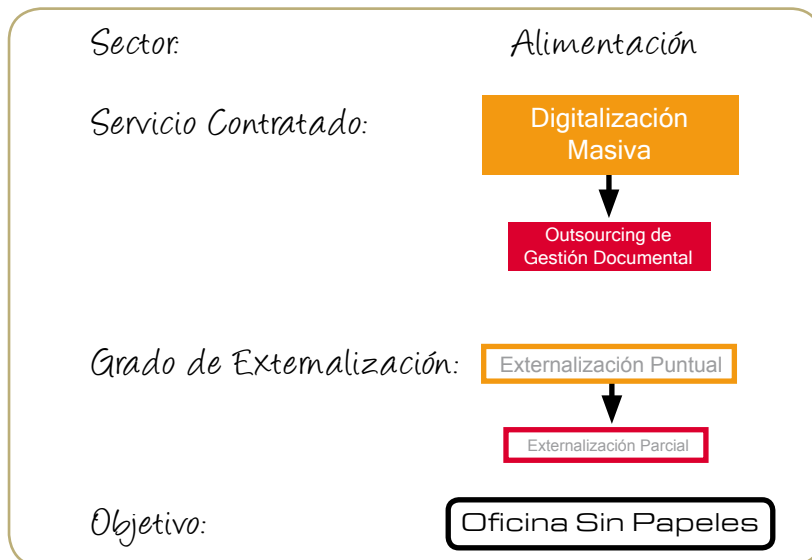 Sector: Alimentación
Servicio Contratado: Digitalización
Masiva
Outsourcing de
Gestión Documental
Grado de Externalización: Externalización Puntual
Externalización Parcial
Objetivo: Oficina Sin Papeles